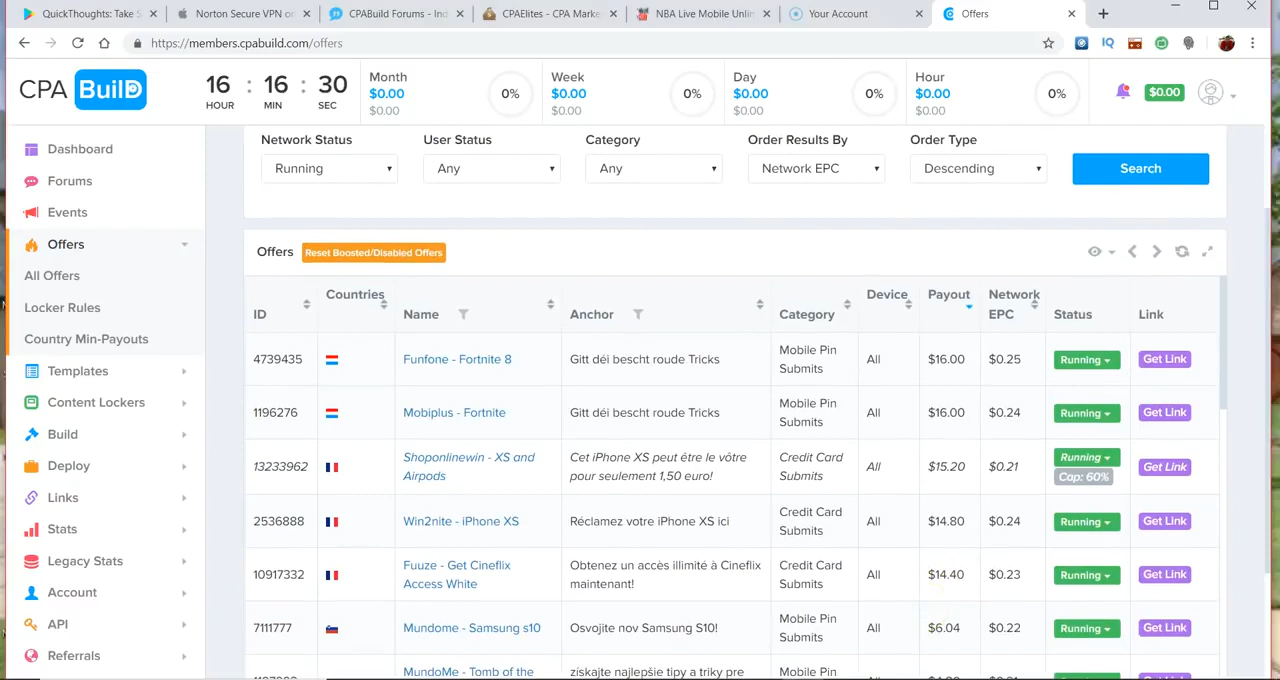 QuickThoughts: Take S
Norton Secure VPN on
CPABuild Forums - Ind
CPAElites - CPA Marke
NBA Live Mobile Unlim
Your Account
Offers
https://members.cpabuild.com/offers
CPA BuilD
16 : 16 : 30
HOUR MIN SEC
Month
$0.00
$0.00
0%
Week
$0.00
$0.00
0%
Day
$0.00
$0.00
0%
Hour
$0.00
$0.00
0%
$0.00
Dashboard
Forums
Events
Offers
All Offers
Locker Rules
Country Min-Payouts
Templates
Content Lockers
Build
Deploy
Links
Stats
Legacy Stats
Account
API
Referrals
Network Status User Status Category Order Results By Order Type
Running Any Any Network EPC Descending Search
Offers Reset Boosted/Disabled Offers
ID Countries Name Anchor Category Device Payout Network EPC Status Link
4739435 Funfone - Fortnite 8 Gitt déi bescht roude Tricks Mobile Pin Submits All $16.00 $0.25 Running Get Link
1196276 Mobiplus - Fortnite Gitt déi bescht roude Tricks Mobile Pin Submits All $16.00 $0.24 Running Get Link
13233962 Shoponlinewin - XS and Airpods Cet iPhone XS peut être le vôtre pour seulement 1,50 euro! Credit Card Submits All $15.20 $0.21 Running Cap: 60% Get Link
2536888 Win2nite - iPhone XS Réclamez votre iPhone XS ici Credit Card Submits All $14.80 $0.24 Running Get Link
10917332 Fuuze - Get Cineflix Access White Obtenez un accès illimité à Cineflix maintenant! Credit Card Submits All $14.40 $0.23 Running Get Link
7111777 Mundome - Samsung s10 Osvojite nov Samsung S10! Mobile Pin Submits All $6.04 $0.22 Running Get Link
MundoMe - Tomb of the získajte najlepšie tipy a triky pre Mobile Pin